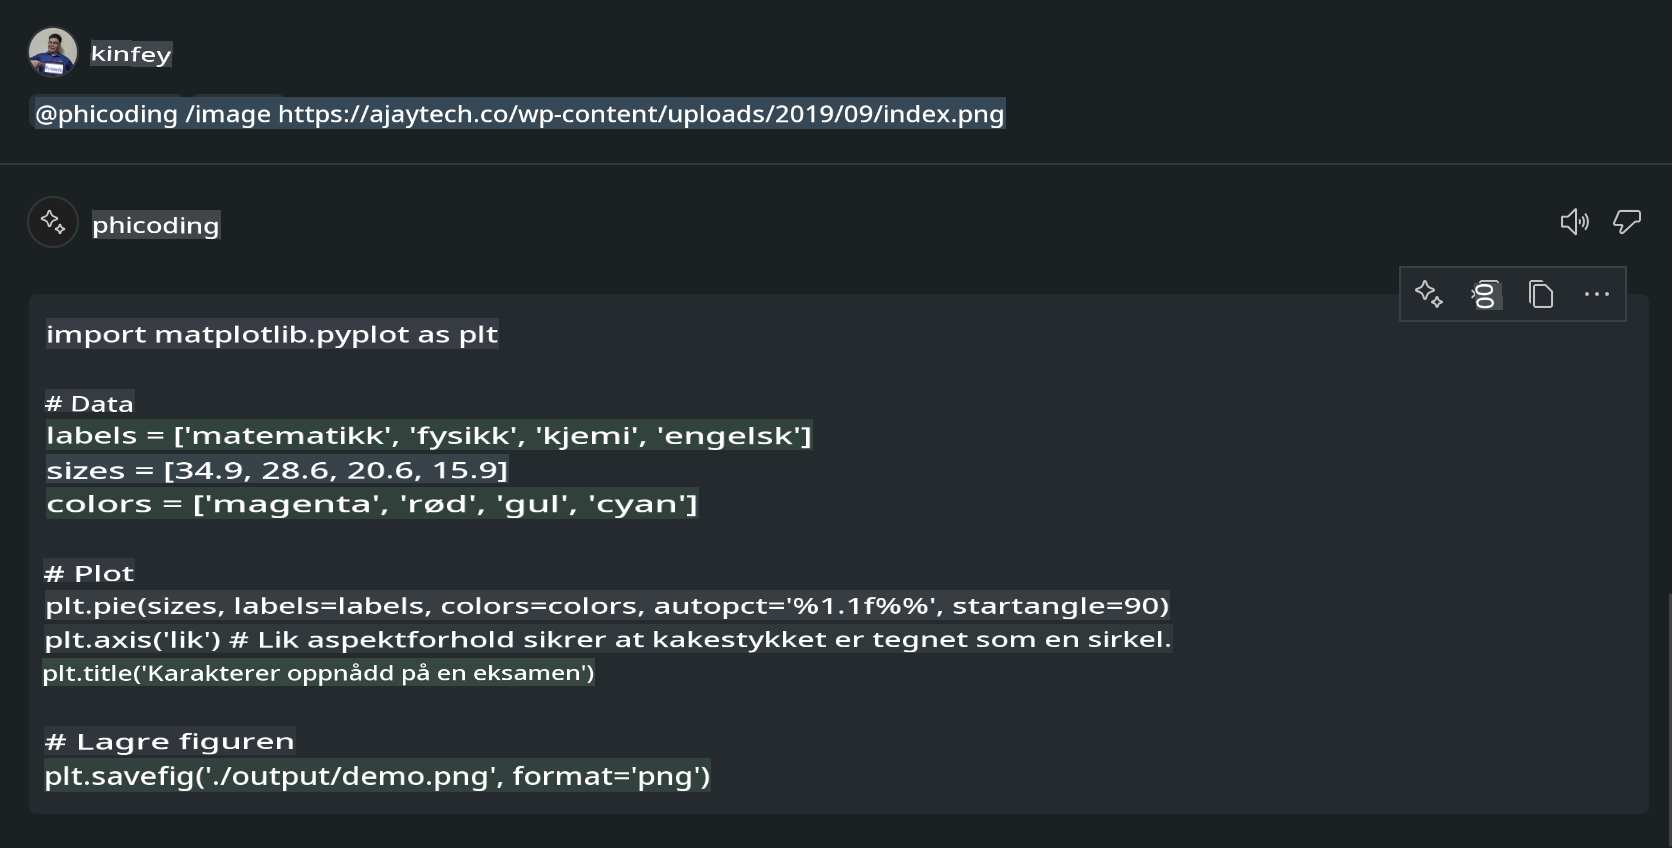 kinfey
@phicoding /image https://ajaytech.co/wp-content/uploads/2019/09/index.png
phicoding
import matplotlib.pyplot as plt
# Data
labels = ['matematikk', 'fysikk', 'kjemi', 'engelsk']
sizes = [34.9, 28.6, 20.6, 15.9]
colors = ['magenta', 'rød', 'gul', 'cyan']
# Plot
plt.pie(sizes, labels=labels, colors=colors, autopct='%1.1f%%', startangle=90)
plt.axis('lik') # Lik aspektforhold sikrer at kakestykket er tegnet som en sirkel.
plt.title('Karakterer oppnådd på en eksamen')
# Lagre figuren
plt.savefig('./output/demo.png', format='png')